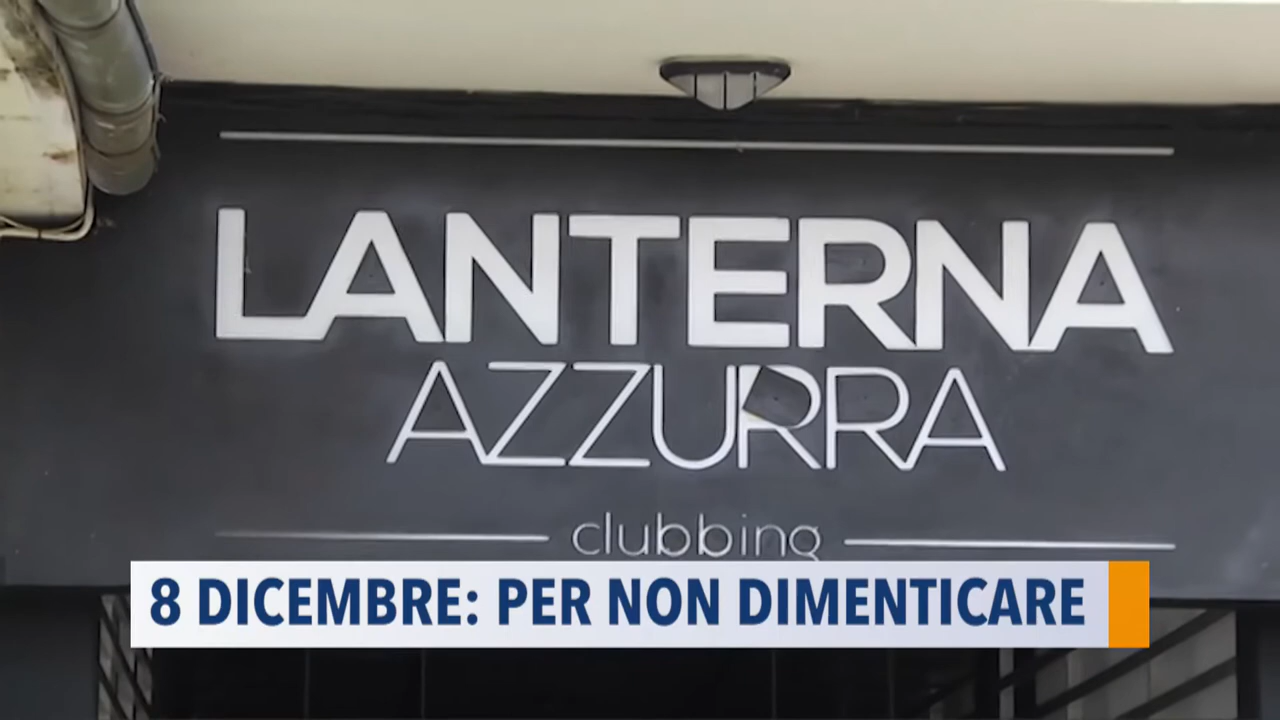 LANTERNA
AZZURRA
clubbing
8 DICEMBRE: PER NON DIMENTICARE